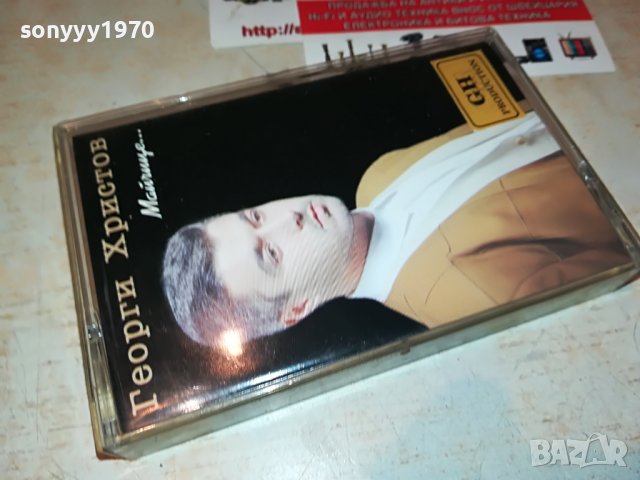 sonyyy1970
ПРОДАЖБА НА АНТИКИ
HI-FI И АУДИО ТЕХНИКА ВНОС ОТ ШВЕЙЦАРИЯ
ЕЛЕКТРОНИКА И БИТОВА ТЕХНИКА
http://s
Георги Христов
Майчице...
GH
PRODUCTION
BAZAR